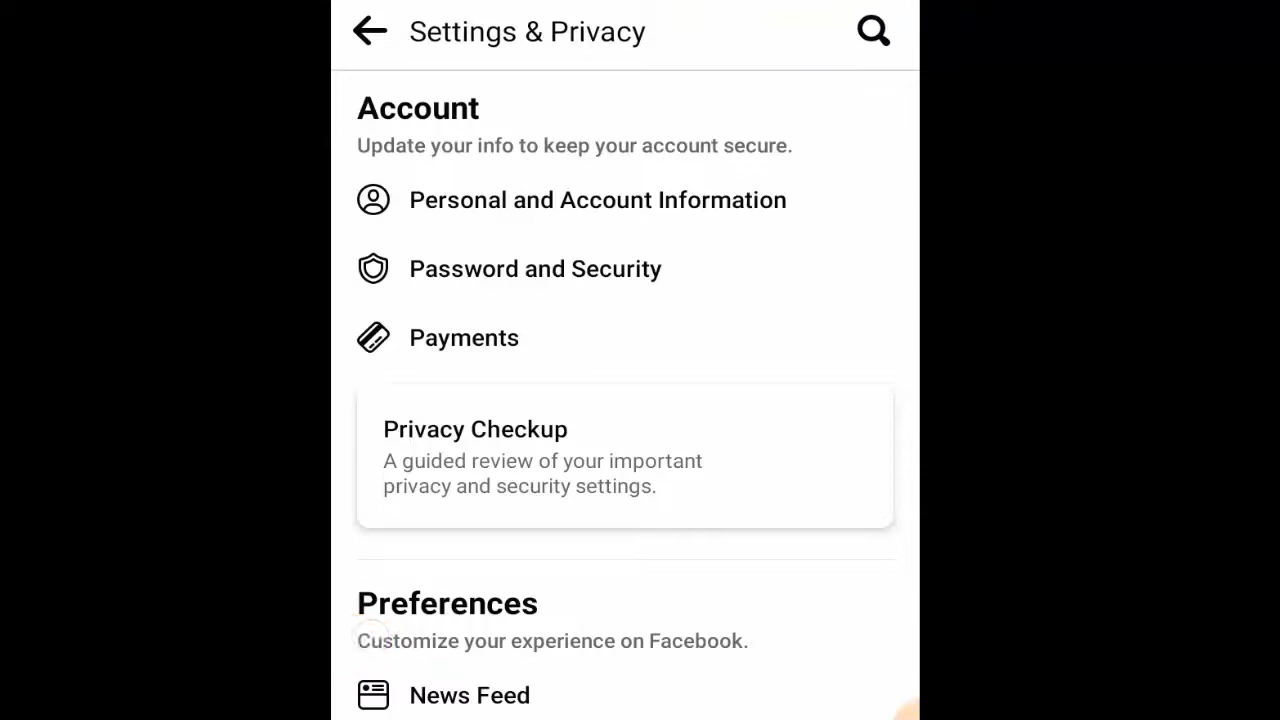 Settings & Privacy
Account
Update your info to keep your account secure.
Personal and Account Information
Password and Security
Payments
Privacy Checkup
A guided review of your important
privacy and security settings.
Preferences
Customize your experience on Facebook.
News Feed